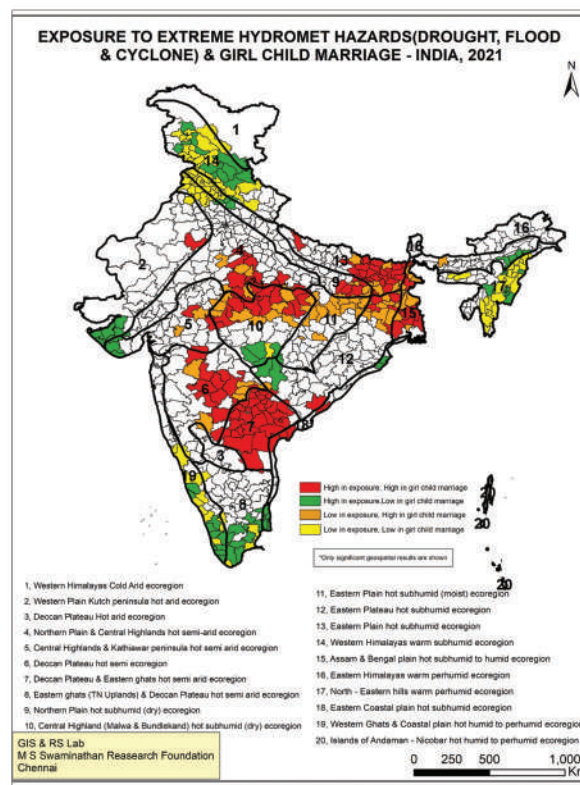 EXPOSURE TO EXTREME HYDROMET HAZARDS(DROUGHT, FLOOD
& CYCLONE) & GIRL CHILD MARRIAGE - INDIA, 2021
N
1
14
16
16
2
4
13
9
17
5
10
11
15
12
6
7
18
3
19
8
High in exposure, High in girl child marriage
High in exposure,Low in girl child marriage
Low in exposure, High in girl child marriage
Low in exposure, Low in girl child marriage
20
20
20
*Only significant geospatial results are shown
1, Western Himalayas Cold Arid ecoregion
2, Western Plain Kutch peninsula hot arid ecoregion
3, Deccan Plateau Hot arid ecoregion
4, Northern Plain & Central Highlands hot semi-arid ecoregion
5, Central Highlands & Kathiawar peninsula hot semi arid ecoregion
6, Deccan Plateau hot semi ecoregion
7, Deccan Plateau & Eastern ghats hot semi arid ecoregion
8, Eastern ghats (TN Uplands) & Deccan Plateau hot semi arid ecoregion
9, Northern Plain hot subhumid (dry) ecoregion
10, Central Highland (Malwa & Bundlekand) hot subhumid (dry) ecoregion
11, Eastern Plain hot subhumid (moist) ecoregion
12, Eastern Plateau hot subhumid ecoregion
13, Eastern Plain hot subhumid ecoregion
14, Western Himalayas warm subhumid ecoregion
15, Assam & Bengal plain hot subhumid to humid ecoregion
16, Eastern Himalayas warm perhumid ecoregion
17, North - Eastern hills warm perhumid ecoregion
18, Eastern Coastal plain hot subhumid ecoregion
19, Western Ghats & Coastal plain hot humid to perhumid ecoregion
20, Islands of Andaman - Nicobar hot humid to perhumid ecoregion
GIS & RS Lab
M S Swaminathan Reasearch Foundation
Chennai
0 250 500 1,000
Km